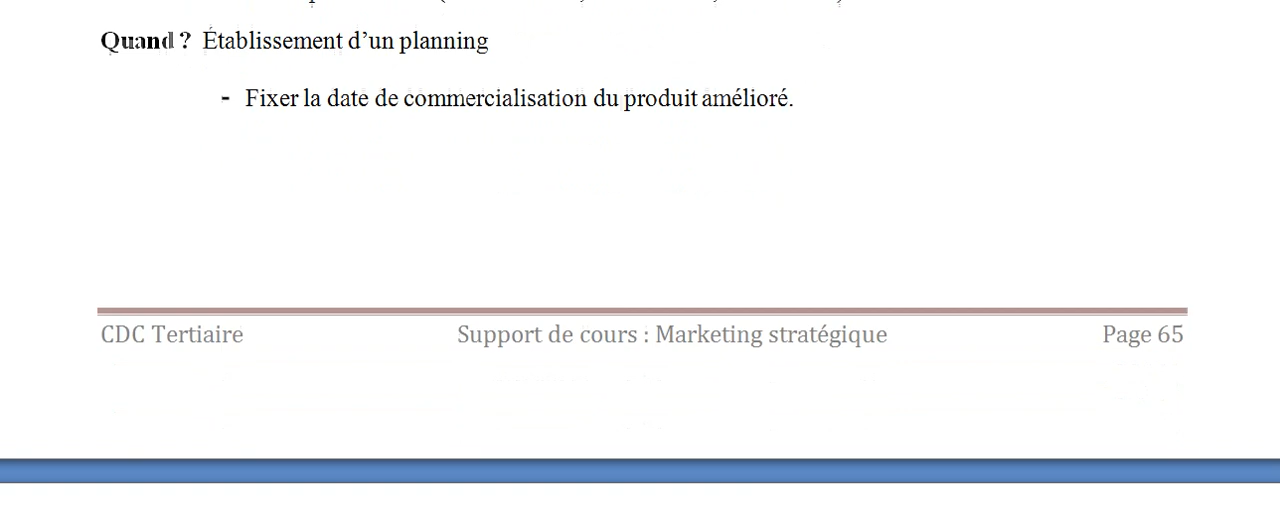 Quand ? Établissement d’un planning
- Fixer la date de commercialisation du produit amélioré.
CDC Tertiaire Support de cours : Marketing stratégique Page 65